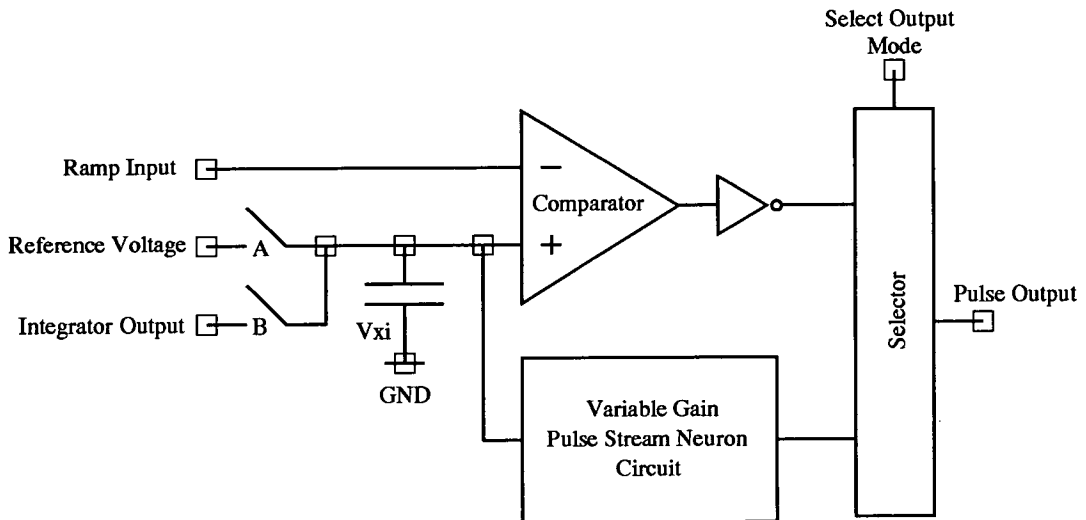 Select Output
Mode
Ramp Input
−
Comparator
Reference Voltage
A
+
Integrator Output
B
Vxi
GND
Selector
Pulse Output
Variable Gain
Pulse Stream Neuron
Circuit